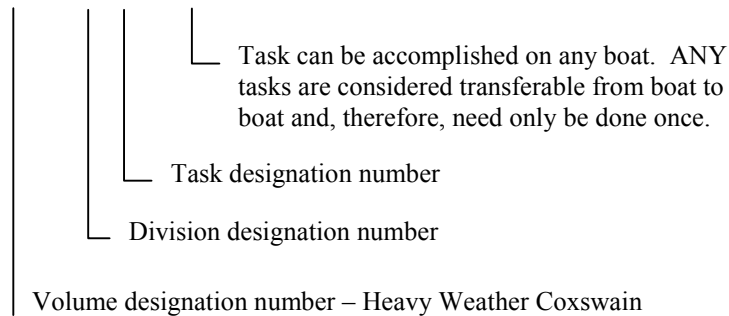 Task can be accomplished on any boat. ANY
tasks are considered transferable from boat to
boat and, therefore, need only be done once.
Task designation number
Division designation number
Volume designation number – Heavy Weather Coxswain